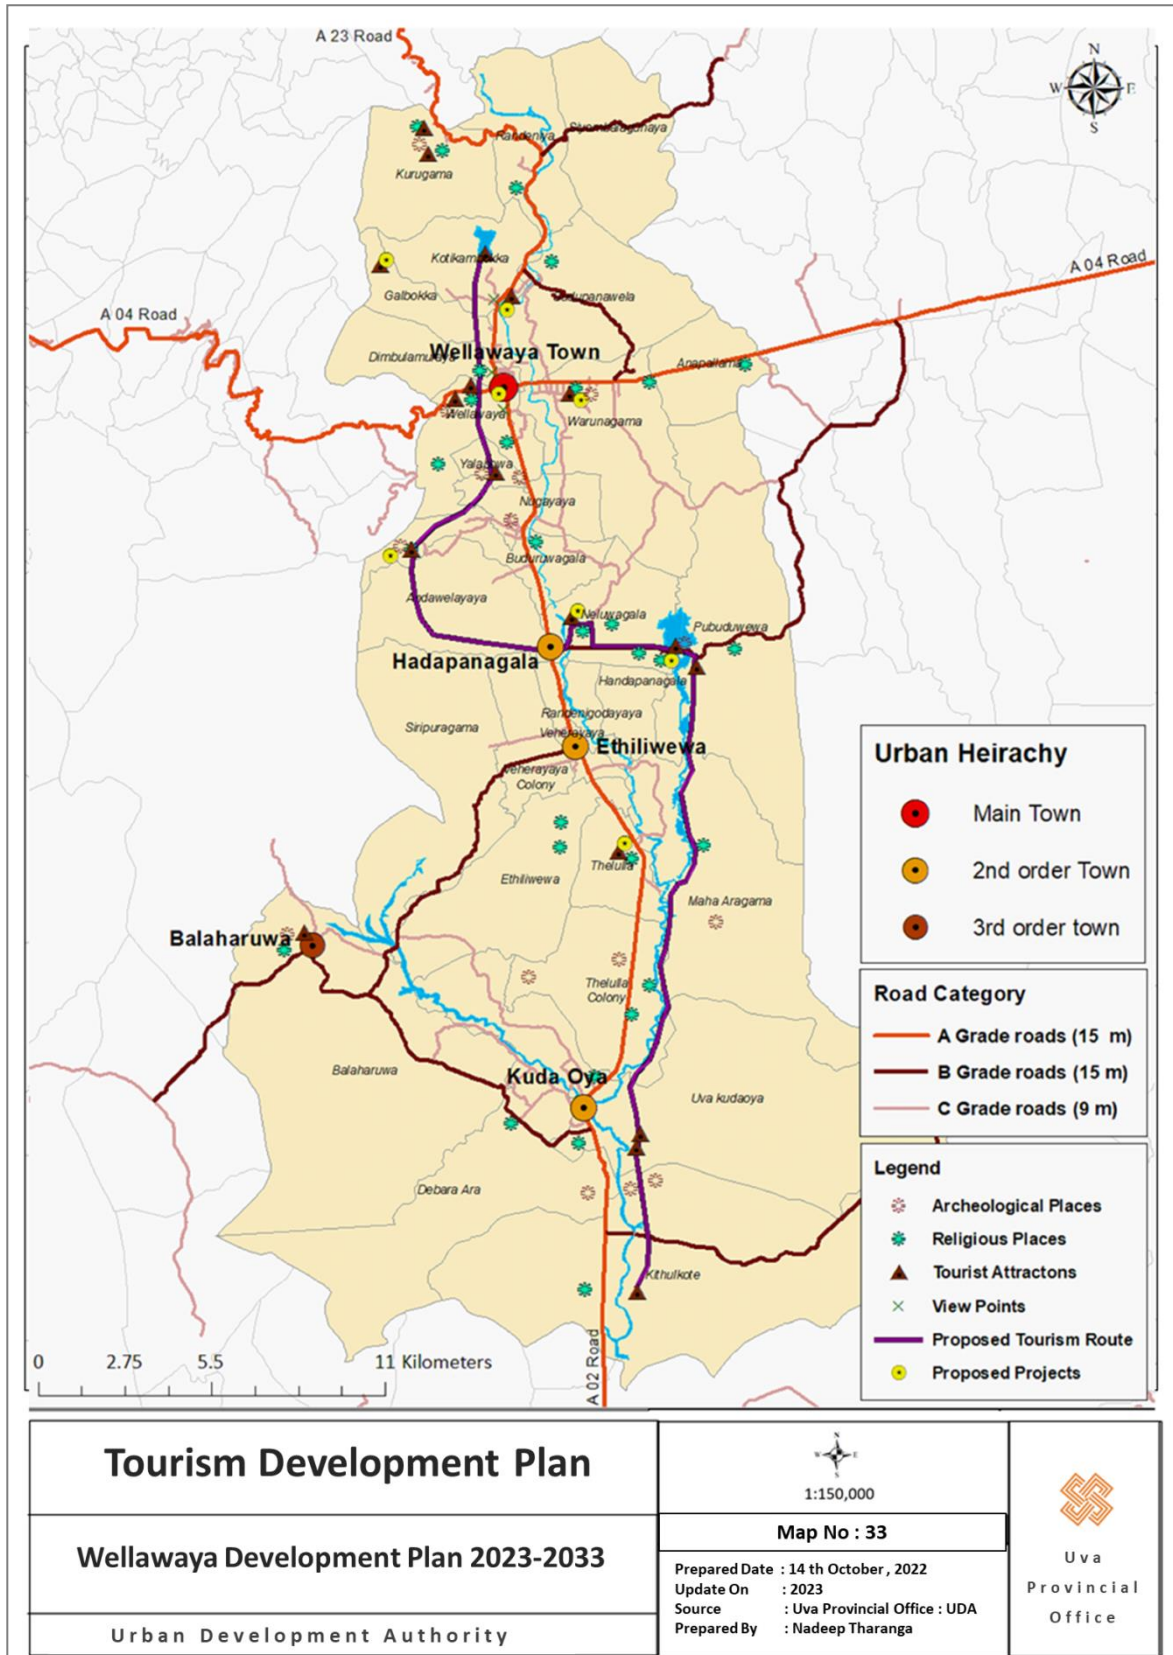 A 23 Road
N
W E
S
Randeniya
Siyambalagunaya
Kurugama
Kotikambokka
Galbokka
A 04 Road
A 04 Road
Dimbulamuraya
Wellawaya Town
Anapallama
Wellawaya
Warunagama
Yalapowa
Nugayaya
Buduruwagala
Andawelayaya
Neluwagala
Pubuduwewa
Hadapanagala
Handapanagala
Randenigodayaya
Siripuragama
Veherayaya
Ethiliwewa
Veherayaya
Colony
Thelulla
Ethiliwewa
Maha Aragama
Balaharuwa
Thelulla
Colony
Balaharuwa
Kuda Oya
Uva kudaoya
Debara Ara
Kithulkote
A 02 Road
0 2.75 5.5 11 Kilometers
Urban Heirachy
Main Town
2nd order Town
3rd order town
Road Category
A Grade roads (15 m)
B Grade roads (15 m)
C Grade roads (9 m)
Legend
Archeological Places
Religious Places
Tourist Attractons
View Points
Proposed Tourism Route
Proposed Projects
Tourism Development Plan
Wellawaya Development Plan 2023-2033
Urban Development Authority
1:150,000
Map No : 33
Prepared Date : 14 th October , 2022
Update On : 2023
Source : Uva Provincial Office : UDA
Prepared By : Nadeep Tharanga
Uva
Provincial
Office